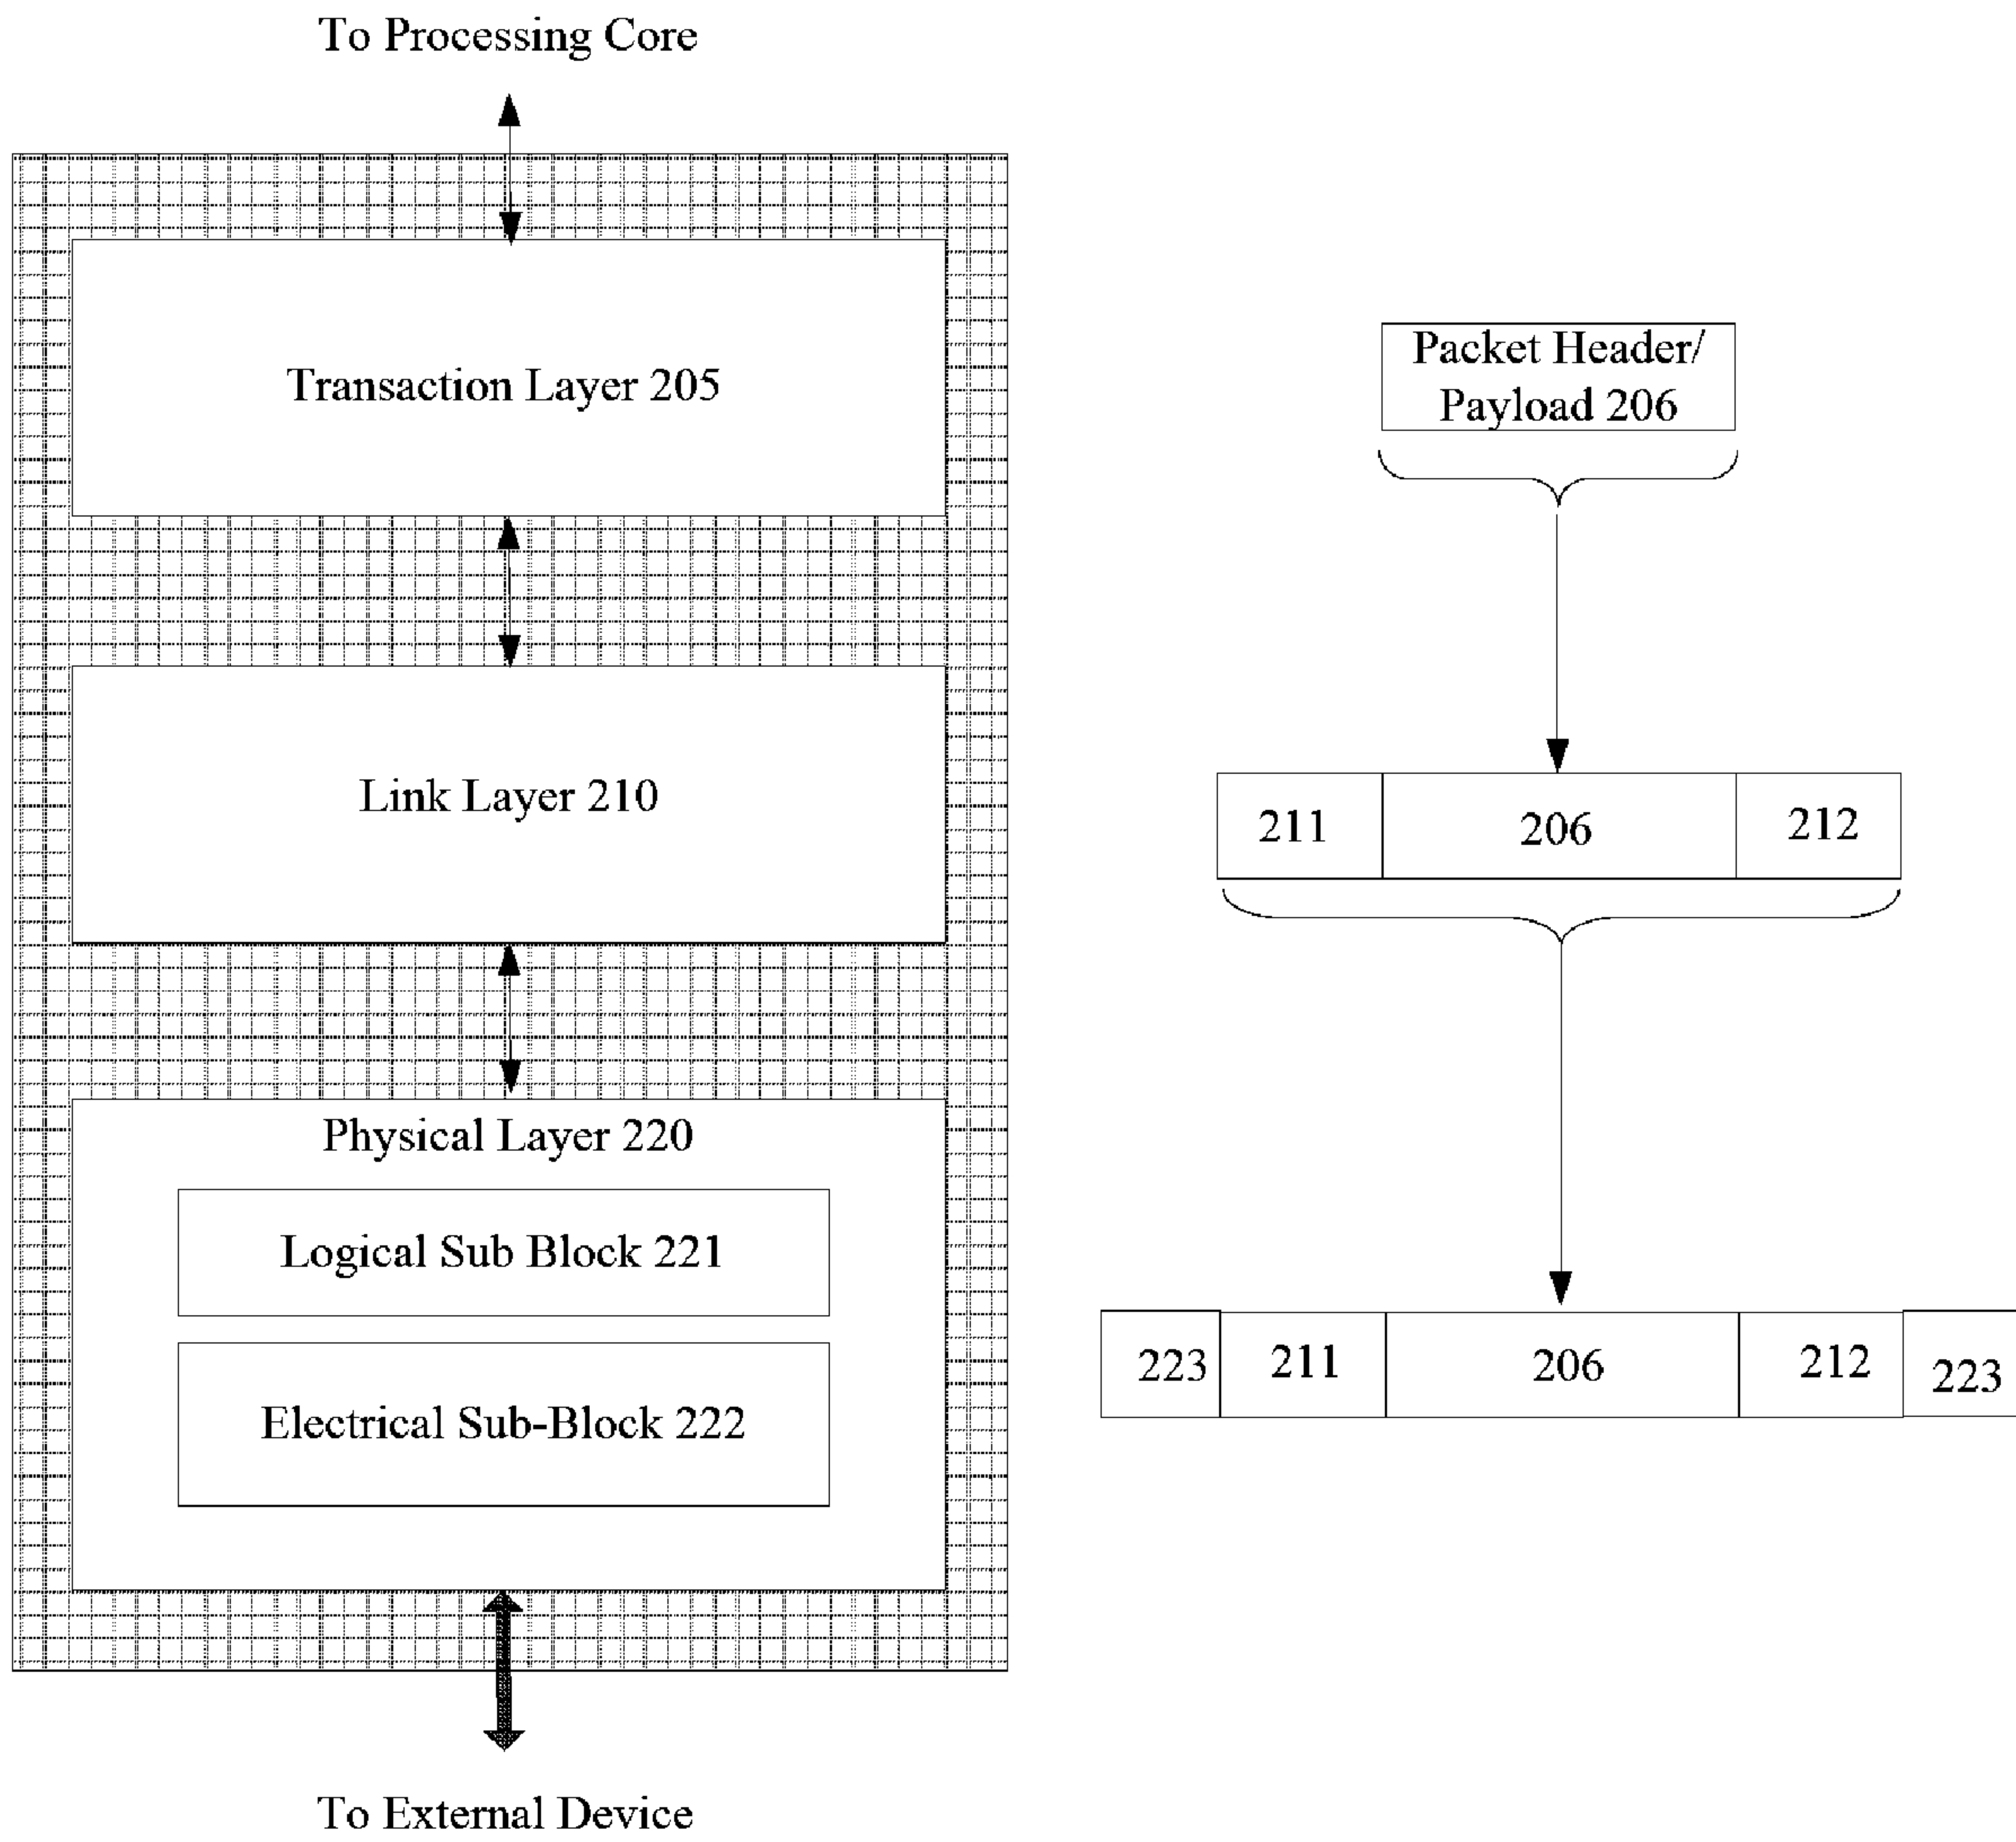 To Processing Core
Transaction Layer 205
Packet Header/
Payload 206
Link Layer 210
211 206 212
Physical Layer 220
Logical Sub Block 221
Electrical Sub-Block 222
223 211 206 212 223
To External Device